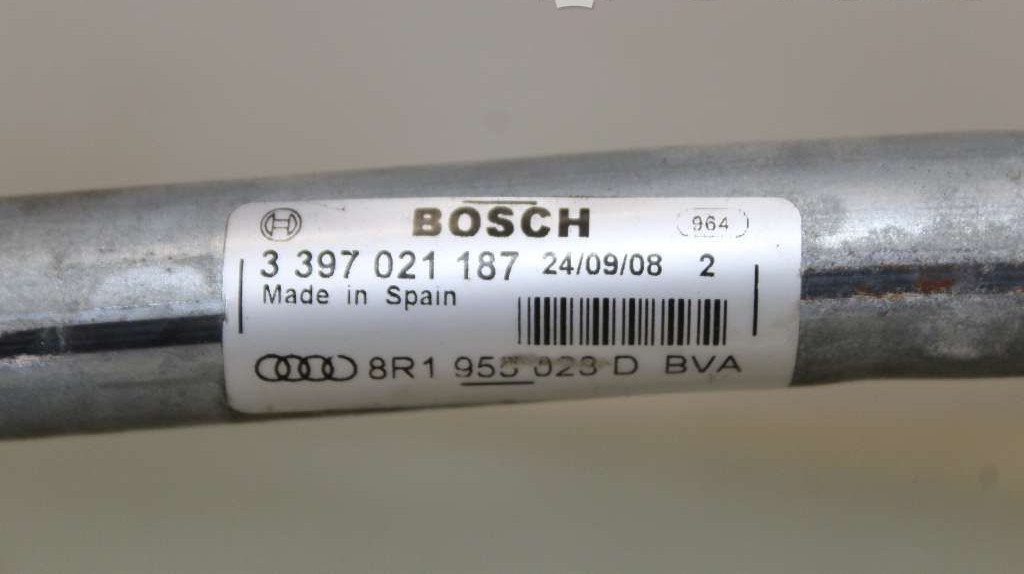 BOSCH 964
3 397 021 187 24/09/08 2
Made in Spain
8R1 955 023 D BVA